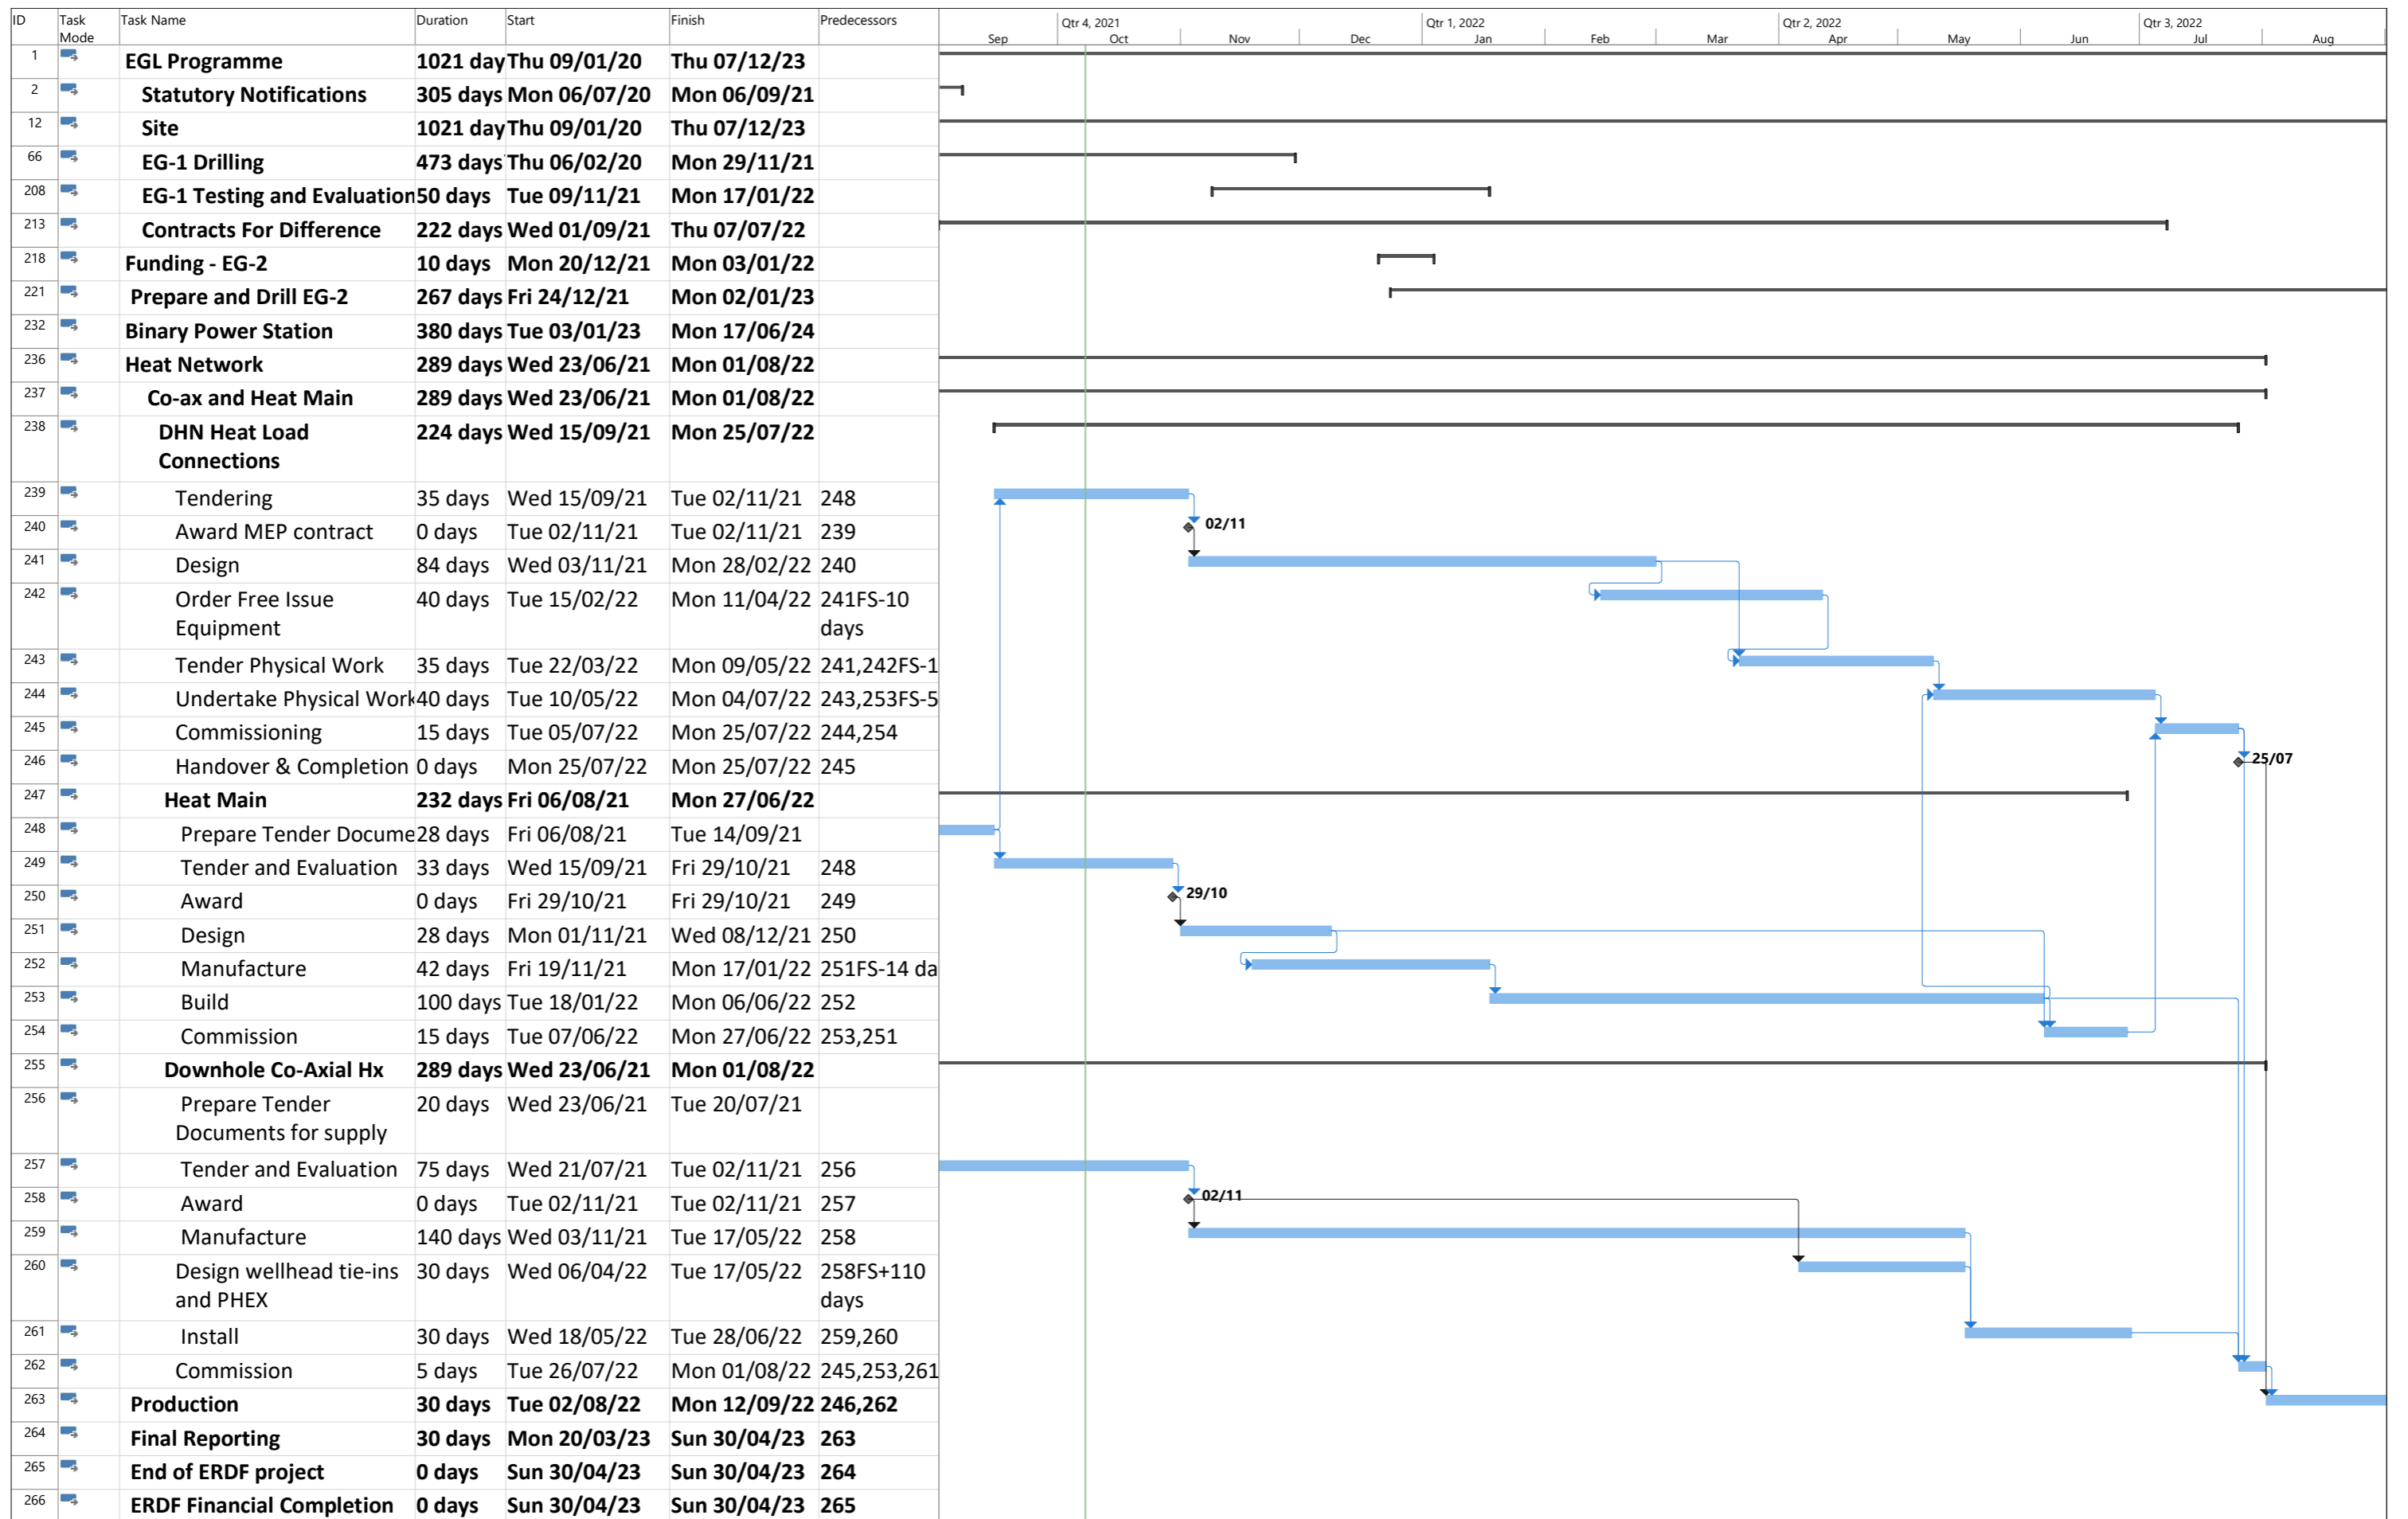 ID Task Mode Task Name Duration Start Finish Predecessors
Qtr 4, 2021 Qtr 1, 2022 Qtr 2, 2022 Qtr 3, 2022
Sep Oct Nov Dec Jan Feb Mar Apr May Jun Jul Aug
1 EGL Programme 1021 day Thu 09/01/20 Thu 07/12/23
2 Statutory Notifications 305 days Mon 06/07/20 Mon 06/09/21
12 Site 1021 day Thu 09/01/20 Thu 07/12/23
66 EG-1 Drilling 473 days Thu 06/02/20 Mon 29/11/21
208 EG-1 Testing and Evaluation 50 days Tue 09/11/21 Mon 17/01/22
213 Contracts For Difference 222 days Wed 01/09/21 Thu 07/07/22
218 Funding - EG-2 10 days Mon 20/12/21 Mon 03/01/22
221 Prepare and Drill EG-2 267 days Fri 24/12/21 Mon 02/01/23
232 Binary Power Station 380 days Tue 03/01/23 Mon 17/06/24
236 Heat Network 289 days Wed 23/06/21 Mon 01/08/22
237 Co-ax and Heat Main 289 days Wed 23/06/21 Mon 01/08/22
238 DHN Heat Load 224 days Wed 15/09/21 Mon 25/07/22
Connections
239 Tendering 35 days Wed 15/09/21 Tue 02/11/21 248
240 Award MEP contract 0 days Tue 02/11/21 Tue 02/11/21 239 02/11
241 Design 84 days Wed 03/11/21 Mon 28/02/22 240
242 Order Free Issue 40 days Tue 15/02/22 Mon 11/04/22 241FS-10
Equipment days
243 Tender Physical Work 35 days Tue 22/03/22 Mon 09/05/22 241,242FS-1
244 Undertake Physical Work 40 days Tue 10/05/22 Mon 04/07/22 243,253FS-5
245 Commissioning 15 days Tue 05/07/22 Mon 25/07/22 244,254
246 Handover & Completion 0 days Mon 25/07/22 Mon 25/07/22 245 25/07
247 Heat Main 232 days Fri 06/08/21 Mon 27/06/22
248 Prepare Tender Docume 28 days Fri 06/08/21 Tue 14/09/21
249 Tender and Evaluation 33 days Wed 15/09/21 Fri 29/10/21 248
250 Award 0 days Fri 29/10/21 Fri 29/10/21 249 29/10
251 Design 28 days Mon 01/11/21 Wed 08/12/21 250
252 Manufacture 42 days Fri 19/11/21 Mon 17/01/22 251FS-14 da
253 Build 100 days Tue 18/01/22 Mon 06/06/22 252
254 Commission 15 days Tue 07/06/22 Mon 27/06/22 253,251
255 Downhole Co-Axial Hx 289 days Wed 23/06/21 Mon 01/08/22
256 Prepare Tender 20 days Wed 23/06/21 Tue 20/07/21
Documents for supply
257 Tender and Evaluation 75 days Wed 21/07/21 Tue 02/11/21 256
258 Award 0 days Tue 02/11/21 Tue 02/11/21 257 02/11
259 Manufacture 140 days Wed 03/11/21 Tue 17/05/22 258
260 Design wellhead tie-ins 30 days Wed 06/04/22 Tue 17/05/22 258FS+110
and PHEX days
261 Install 30 days Wed 18/05/22 Tue 28/06/22 259,260
262 Commission 5 days Tue 26/07/22 Mon 01/08/22 245,253,261
263 Production 30 days Tue 02/08/22 Mon 12/09/22 246,262
264 Final Reporting 30 days Mon 20/03/23 Sun 30/04/23 263
265 End of ERDF project 0 days Sun 30/04/23 Sun 30/04/23 264
266 ERDF Financial Completion 0 days Sun 30/04/23 Sun 30/04/23 265